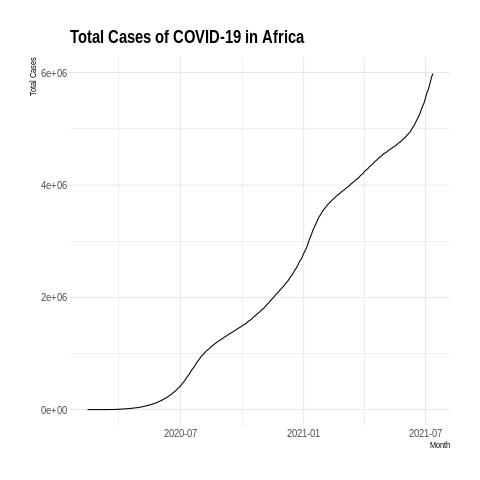 Total Cases of COVID-19 in Africa
Total Cases
6e+06
4e+06
2e+06
0e+00
2020-07
2021-01
2021-07
Month